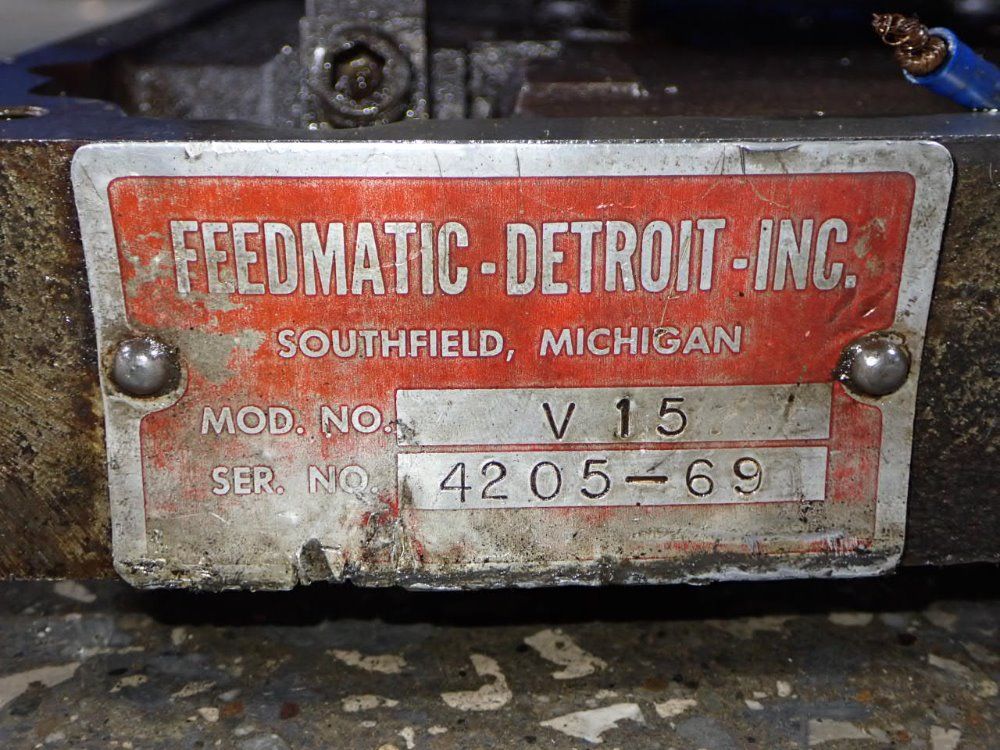 FEEDMATIC-DETROIT-INC.
SOUTHFIELD, MICHIGAN
MOD. NO. V 15
SER. NO. 4205-69